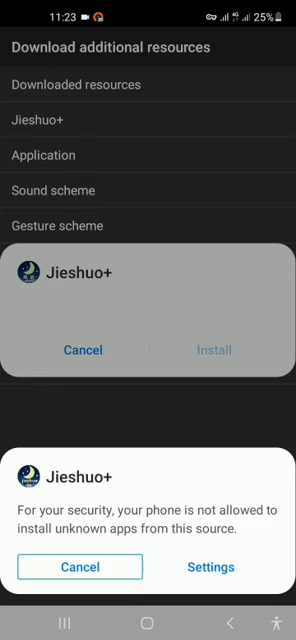 11:23
4G
25%
Download additional resources
Downloaded resources
Jieshuo+
Application
Sound scheme
Gesture scheme
Jieshuo+
Cancel
Install
Jieshuo+
For your security, your phone is not allowed to
install unknown apps from this source.
Cancel
Settings